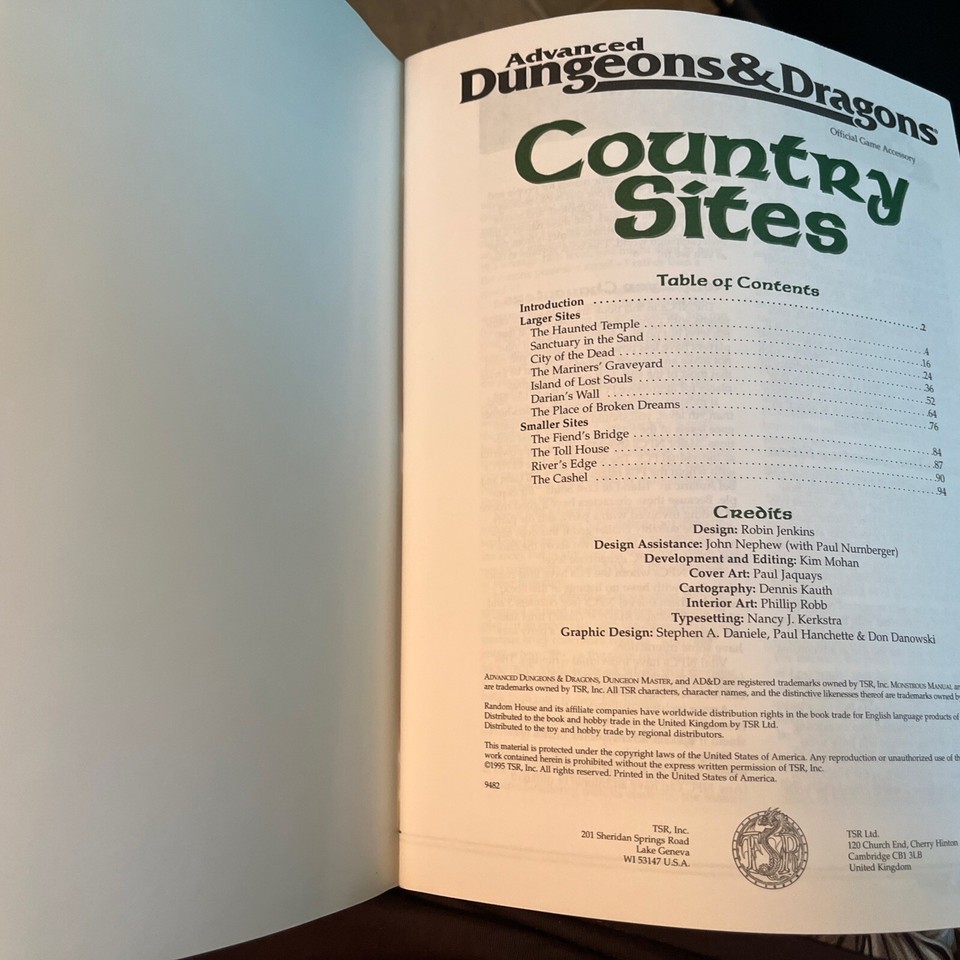 Advanced
Dungeons & Dragons®
Official Game Accessory
Country
Sites
Table of Contents
Introduction ........ 2
Larger Sites
The Haunted Temple ........ 4
Sanctuary in the Sand ........ 16
City of the Dead ........ 24
The Mariners' Graveyard ........ 36
Island of Lost Souls ........ 52
Darian's Wall ........ 64
The Place of Broken Dreams ........ 76
Smaller Sites
The Fiend's Bridge ........ 84
The Toll House ........ 87
River's Edge ........ 90
The Cashel ........ 94
Credits
Design: Robin Jenkins
Design Assistance: John Nephew (with Paul Nurnberger)
Development and Editing: Kim Mohan
Cover Art: Paul Jaquays
Cartography: Dennis Kauth
Interior Art: Phillip Robb
Typesetting: Nancy J. Kerkstra
Graphic Design: Stephen A. Daniele, Paul Hanchette & Don Danowski
ADVANCED DUNGEONS & DRAGONS, DUNGEON MASTER, and AD&D are registered trademarks owned by TSR, Inc. MONSTROUS MANUAL
are trademarks owned by TSR, Inc. All TSR characters, character names, and the distinctive likenesses thereof are trademarks owned
Random House and its affiliate companies have worldwide distribution rights in the book trade for English language products of
Distributed to the book and hobby trade in the United Kingdom by TSR Ltd.
Distributed to the toy and hobby trade by regional distributors.
This material is protected under the copyright laws of the United States of America. Any reproduction or unauthorized use of
work contained herein is prohibited without the express written permission of TSR, Inc.
©1995 TSR, Inc. All rights reserved. Printed in the United States of America.
9482
TSR, Inc.
201 Sheridan Springs Road
Lake Geneva
WI 53147 U.S.A.
TSR
TSR Ltd.
120 Church End, Cherry Hinton
Cambridge CB1 3LB
United Kingdom